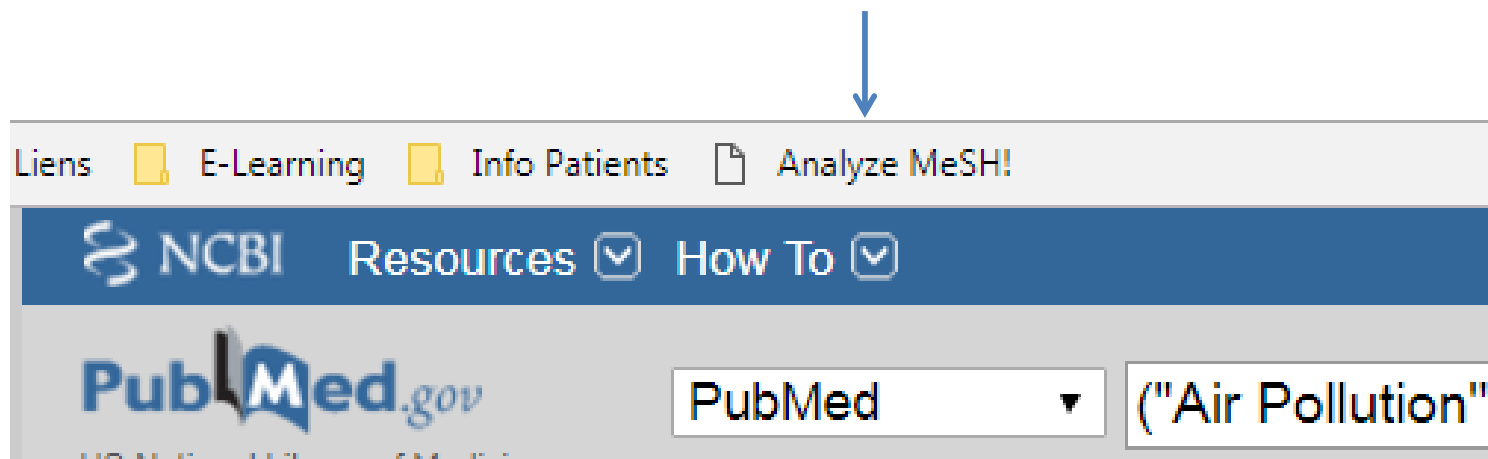 Liens E-Learning Info Patients Analyze MeSH!
NCBI Resources How To
PubMed.gov PubMed ("Air Pollution"